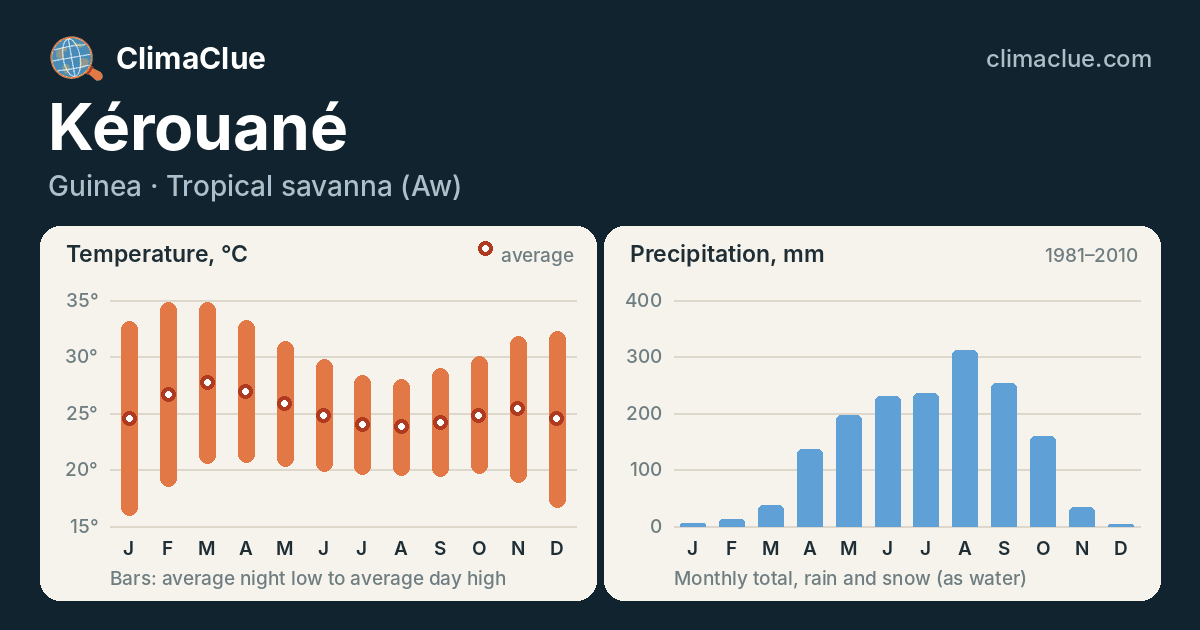 ClimaClue
climaclue.com
Kérouané
Guinea · Tropical savanna (Aw)
Temperature, °C
average
35°
30°
25°
20°
15°
J F M A M J J A S O N D
Bars: average night low to average day high
Precipitation, mm
1981–2010
400
300
200
100
0
J F M A M J J A S O N D
Monthly total, rain and snow (as water)